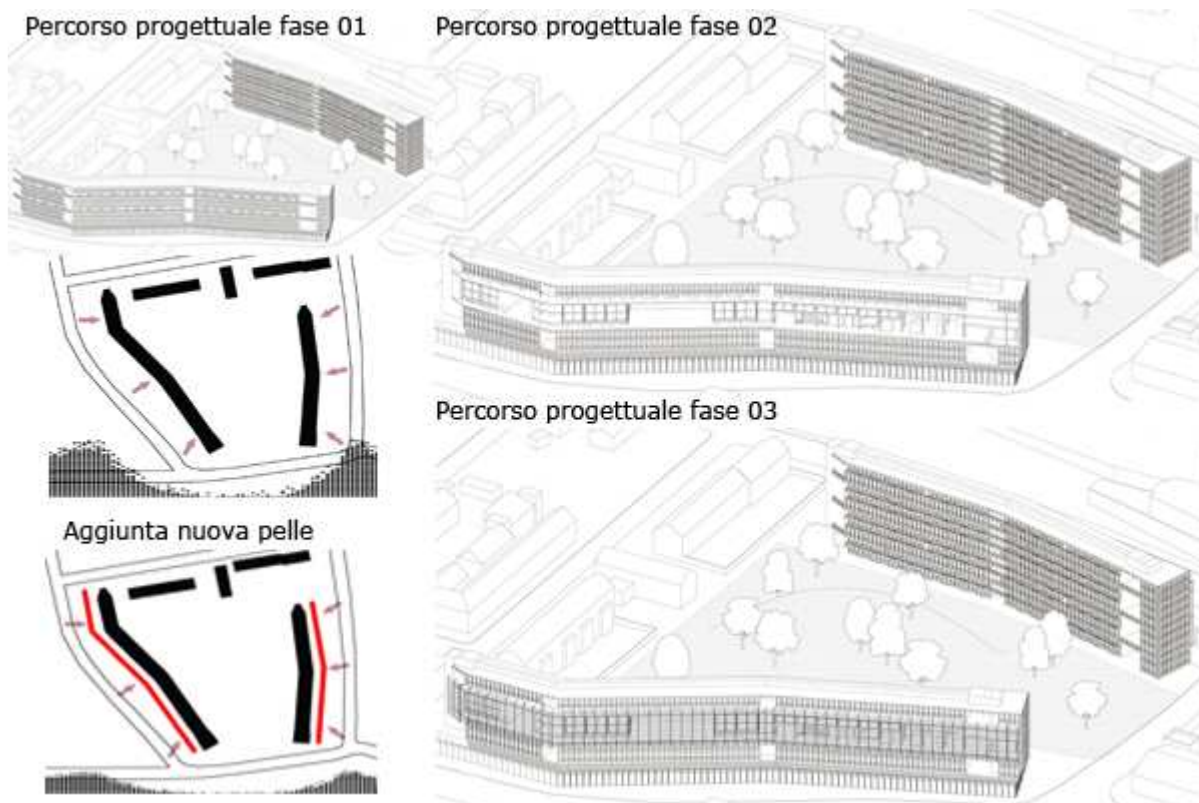 Percorso progettuale fase 01
Percorso progettuale fase 02
Percorso progettuale fase 03
Aggiunta nuova pelle